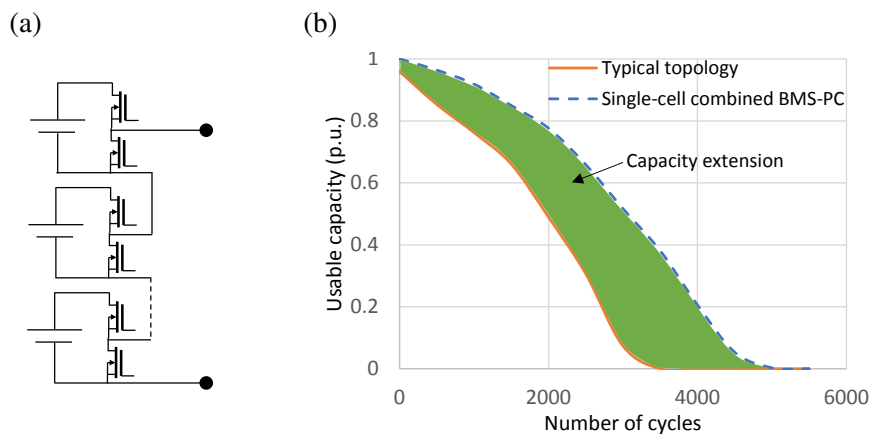 (a)
(b)
1
0.8
0.6
0.4
0.2
0
Usable capacity (p.u.)
Typical topology
Single-cell combined BMS-PC
Capacity extension
0
2000
4000
6000
Number of cycles